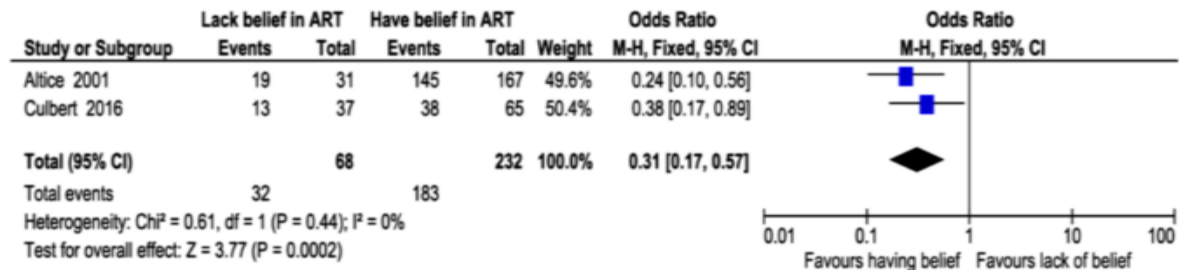 Lack belief in ART Have belief in ART Odds Ratio Odds Ratio
Study or Subgroup Events Total Events Total Weight M-H, Fixed, 95% CI M-H, Fixed, 95% CI
Altice 2001 19 31 145 167 49.6% 0.24 [0.10, 0.56]
Culbert 2016 13 37 38 65 50.4% 0.38 [0.17, 0.89]
Total (95% CI) 68 232 100.0% 0.31 [0.17, 0.57]
Total events 32 183
Heterogeneity: Chi² = 0.61, df = 1 (P = 0.44); I² = 0%
Test for overall effect: Z = 3.77 (P = 0.0002)
0.01 0.1 1 10 100
Favours having belief Favours lack of belief